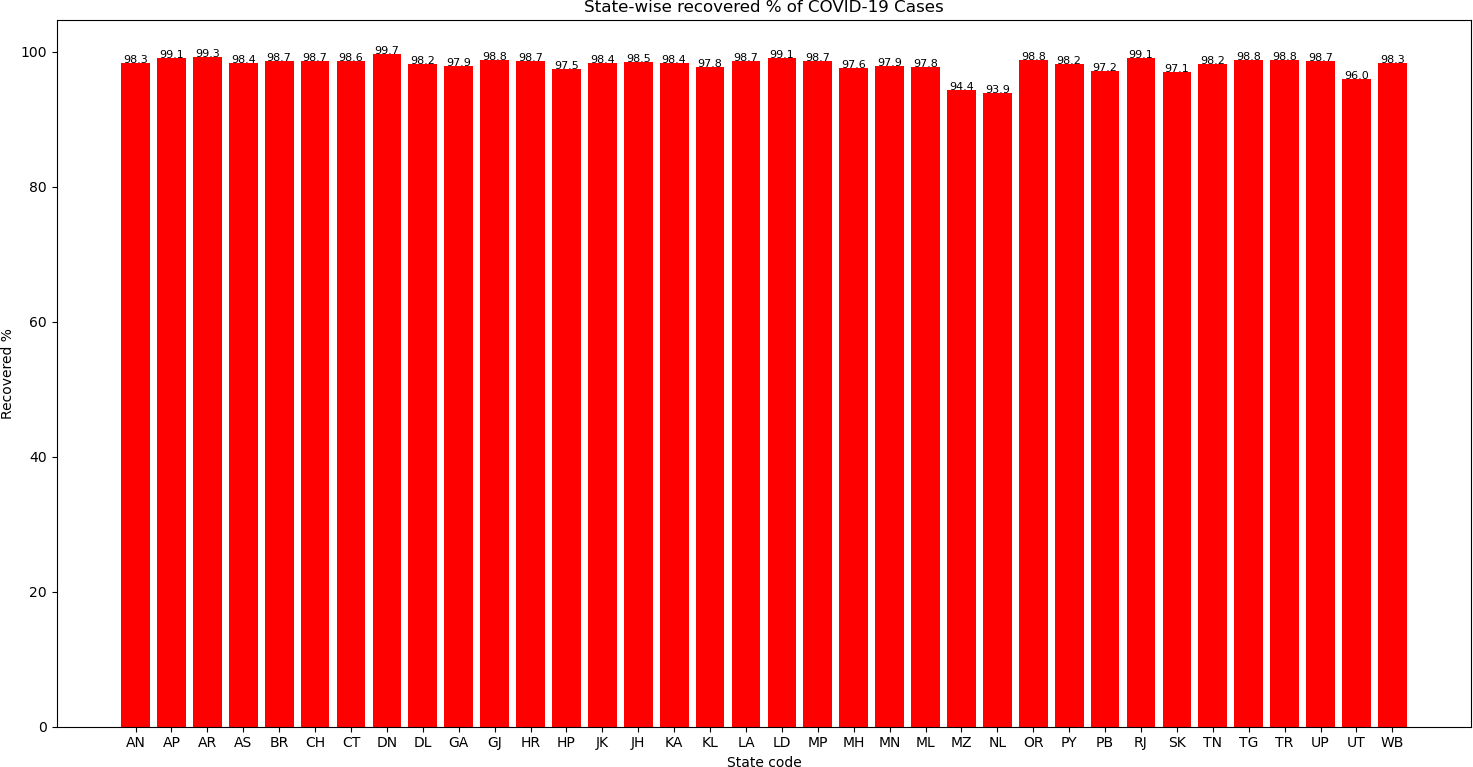 State-wise recovered % of COVID-19 Cases
100
80
60
40
20
0
Recovered %
98.3 99.1 99.3 98.4 98.7 98.7 98.6 99.7 98.2 97.9 98.8 98.7 97.5 98.4 98.5 98.4 97.8 98.7 99.1 98.7 97.6 97.9 97.8 94.4 93.9 98.8 98.2 97.2 99.1 97.1 98.2 98.8 98.8 98.7 96.0 98.3
AN AP AR AS BR CH CT DN DL GA GJ HR HP JK JH KA KL LA LD MP MH MN ML MZ NL OR PY PB RJ SK TN TG TR UP UT WB
State code